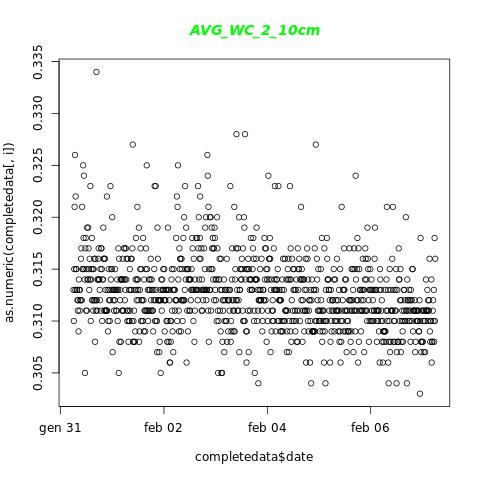 AVG_WC_2_10cm
as.numeric(completedata[, i])
0.335
0.330
0.325
0.320
0.315
0.310
0.305
gen 31
feb 02
feb 04
feb 06
completedata$date